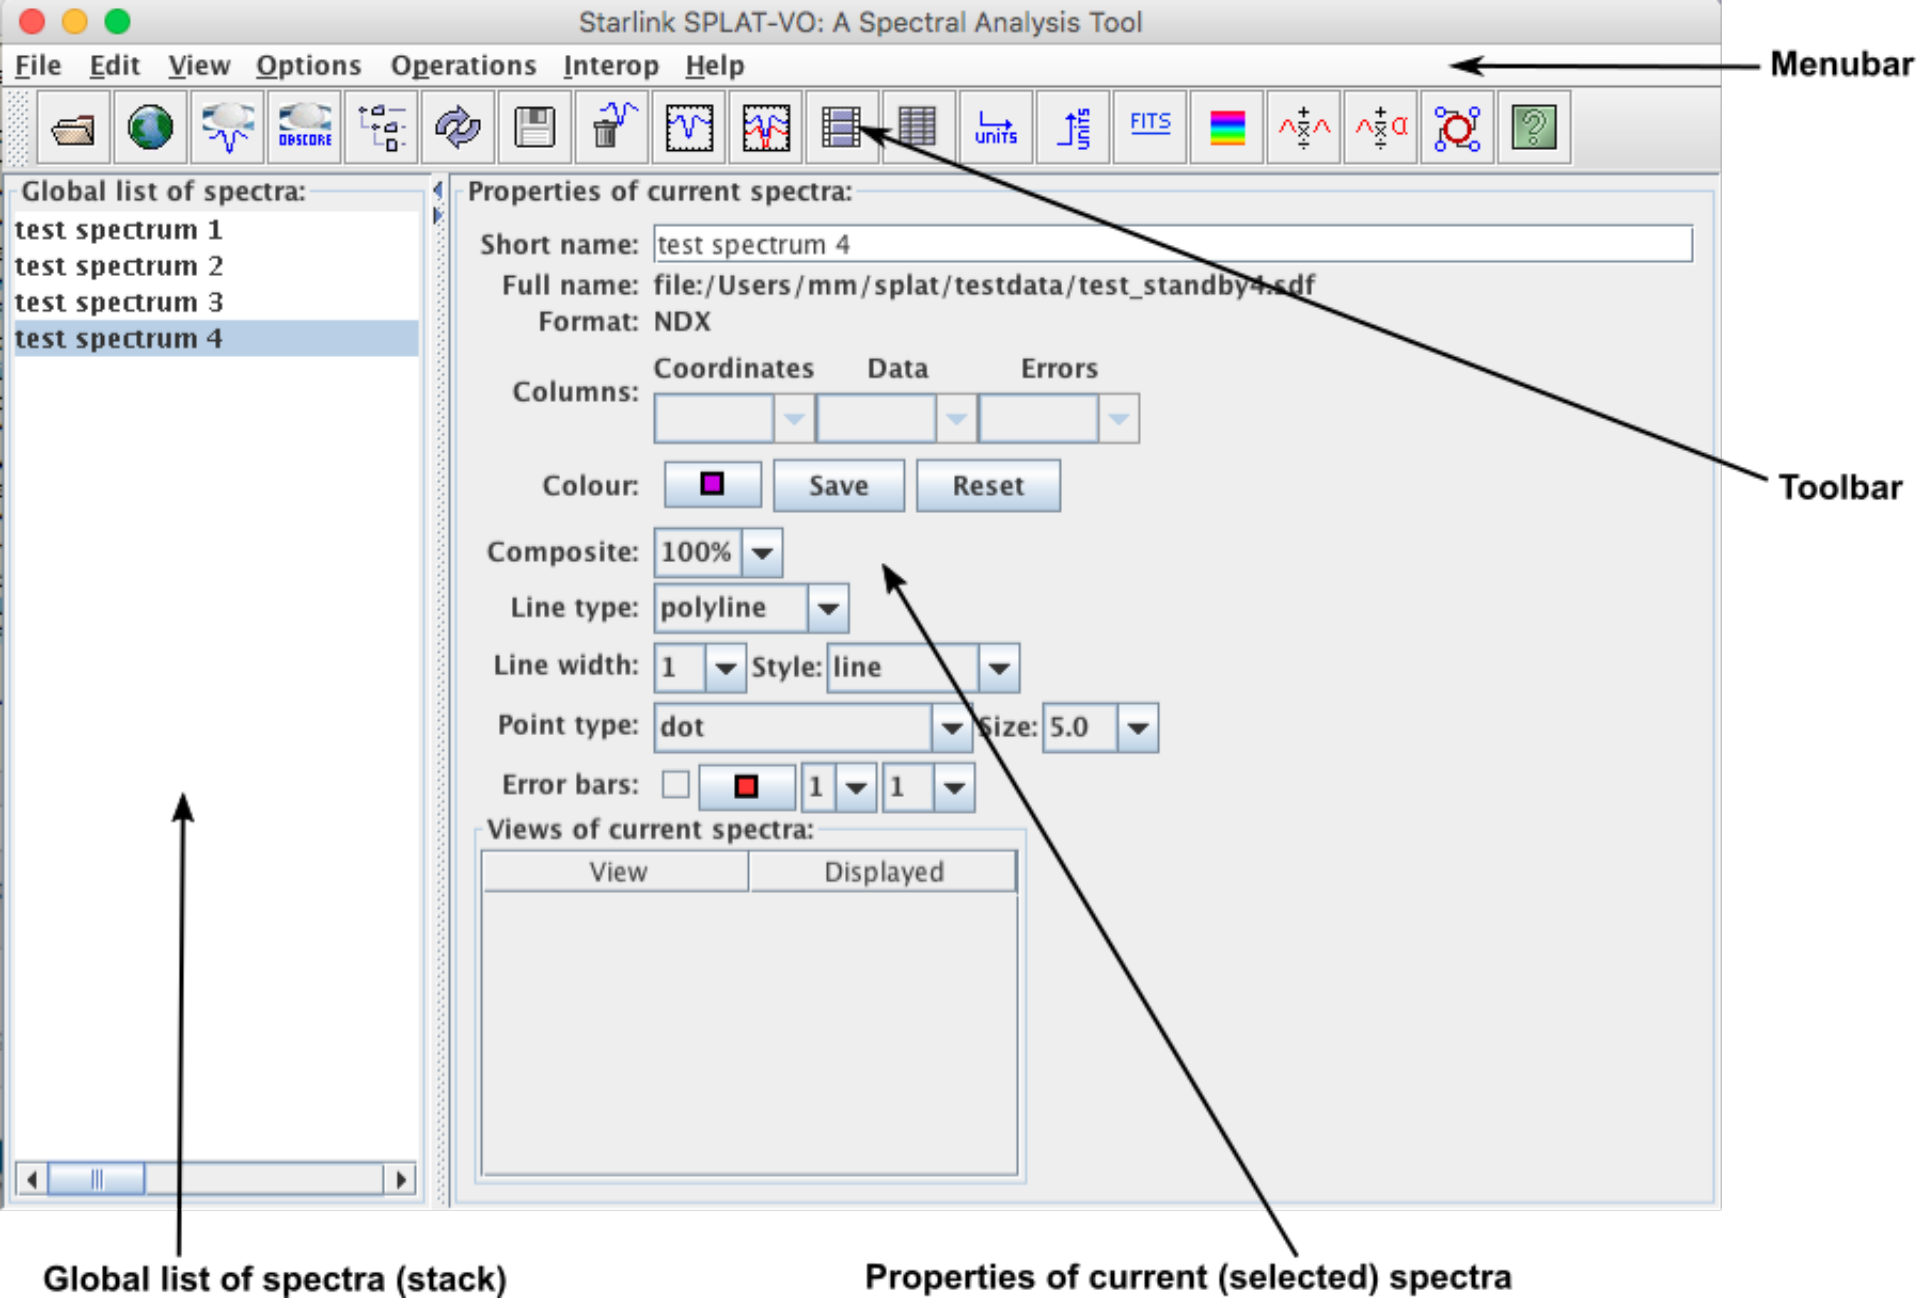 Starlink SPLAT-VO: A Spectral Analysis Tool
File Edit View Options Operations Interop Help
Menubar
OBSCORE
units
units
FITS
?
Global list of spectra:
test spectrum 1
test spectrum 2
test spectrum 3
test spectrum 4
Properties of current spectra:
Short name: test spectrum 4
Full name: file:/Users/mm/splat/testdata/test_standby4.sdf
Format: NDX
Coordinates Data Errors
Columns:
Toolbar
Colour: Save Reset
Composite: 100%
Line type: polyline
Line width: 1 Style: line
Point type: dot Size: 5.0
Error bars: 1 1
Views of current spectra:
View Displayed
Global list of spectra (stack)
Properties of current (selected) spectra